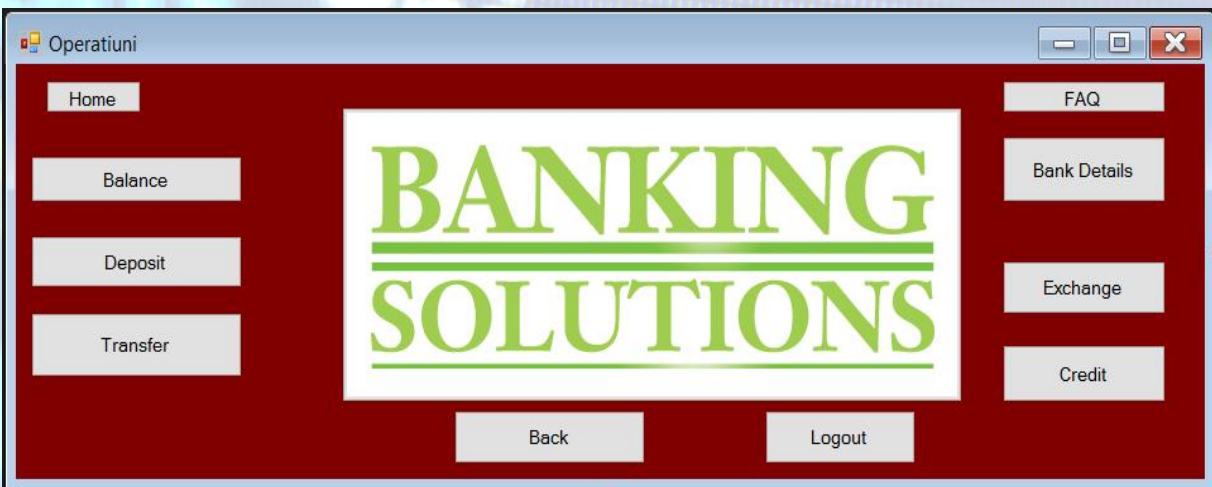 Operatiuni
Home
FAQ
Balance
Bank Details
BANKING
SOLUTIONS
Deposit
Exchange
Transfer
Credit
Back
Logout